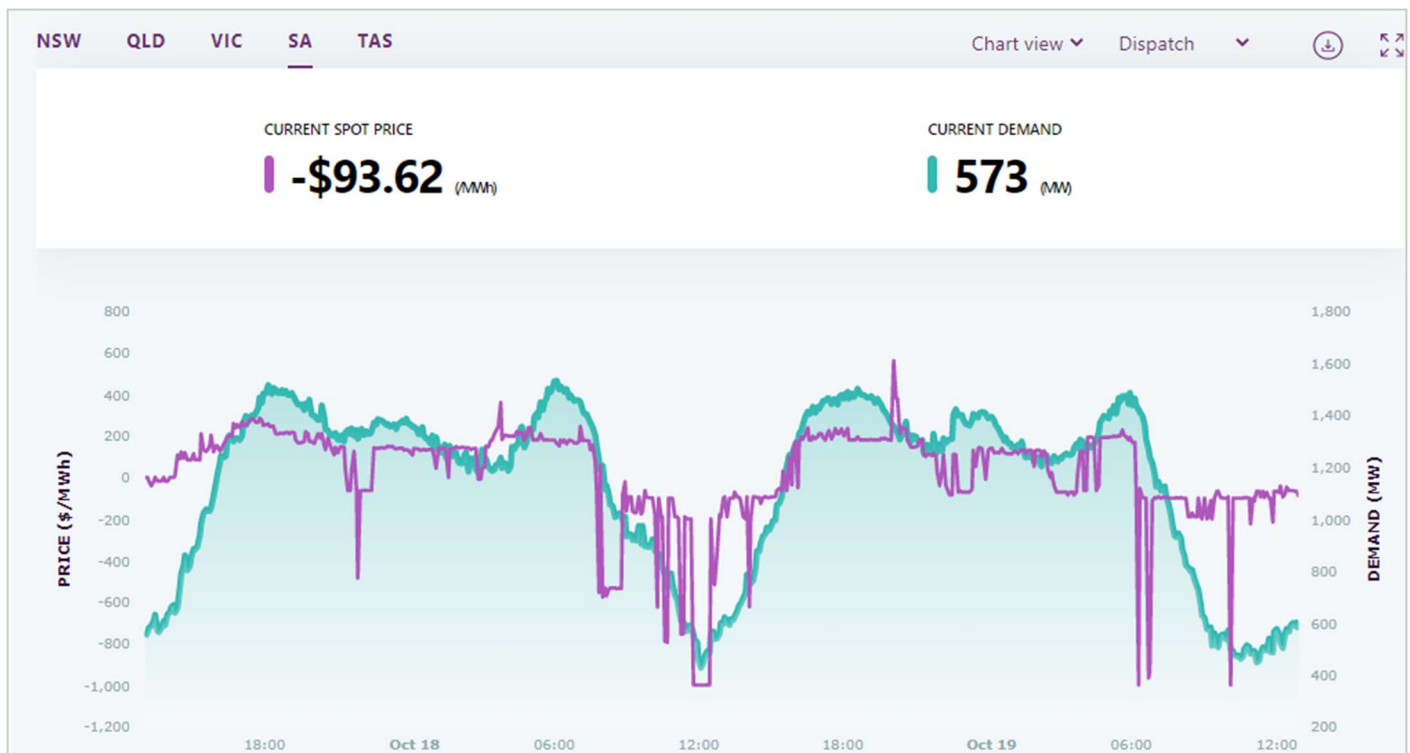 NSW QLD VIC SA TAS Chart view Dispatch
CURRENT SPOT PRICE CURRENT DEMAND
-$93.62 (/MWh) 573 (MW)
800 1,800
600 1,600
400 1,400
200 1,200
0 1,000
-200 800
-400 600
-600 400
-800 200
-1,000
-1,200
PRICE ($/MWh)
DEMAND (MW)
18:00 Oct 18 06:00 12:00 18:00 Oct 19 06:00 12:00